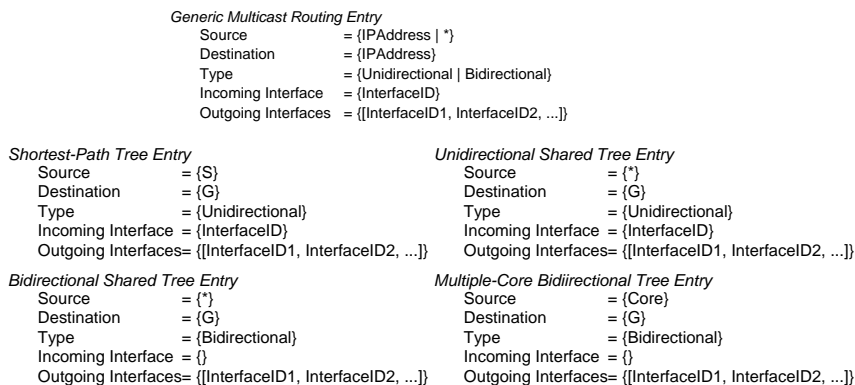 Generic Multicast Routing Entry
Source = {IPAddress | *}
Destination = {IPAddress}
Type = {Unidirectional | Bidirectional}
Incoming Interface = {InterfaceID}
Outgoing Interfaces = {[InterfaceID1, InterfaceID2, ...]}
Shortest-Path Tree Entry
Source = {S}
Destination = {G}
Type = {Unidirectional}
Incoming Interface = {InterfaceID}
Outgoing Interfaces= {[InterfaceID1, InterfaceID2, ...]}
Unidirectional Shared Tree Entry
Source = {*}
Destination = {G}
Type = {Unidirectional}
Incoming Interface = {InterfaceID}
Outgoing Interfaces= {[InterfaceID1, InterfaceID2, ...]}
Bidirectional Shared Tree Entry
Source = {*}
Destination = {G}
Type = {Bidirectional}
Incoming Interface = {}
Outgoing Interfaces= {[InterfaceID1, InterfaceID2, ...]}
Multiple-Core Bidiirectional Tree Entry
Source = {Core}
Destination = {G}
Type = {Bidirectional}
Incoming Interface = {}
Outgoing Interfaces= {[InterfaceID1, InterfaceID2, ...]}